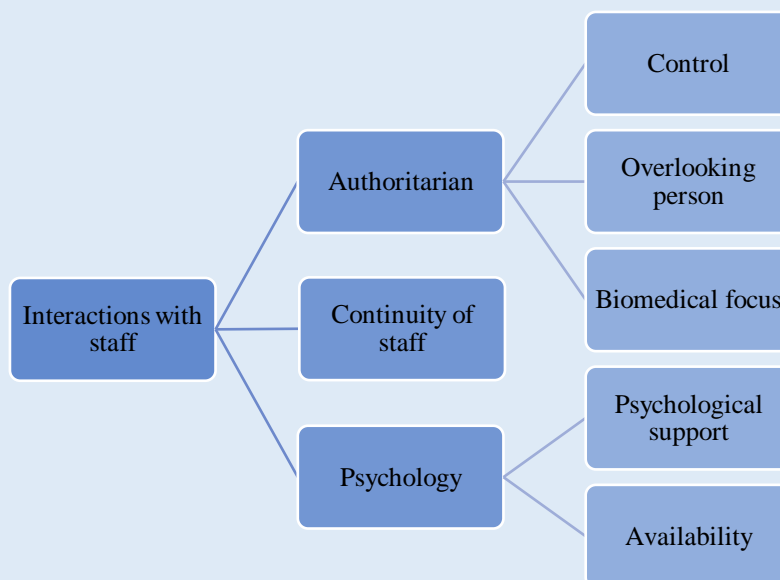 Control
Authoritarian
Overlooking
person
Biomedical focus
Interactions with
staff
Continuity of
staff
Psychological
support
Psychology
Availability